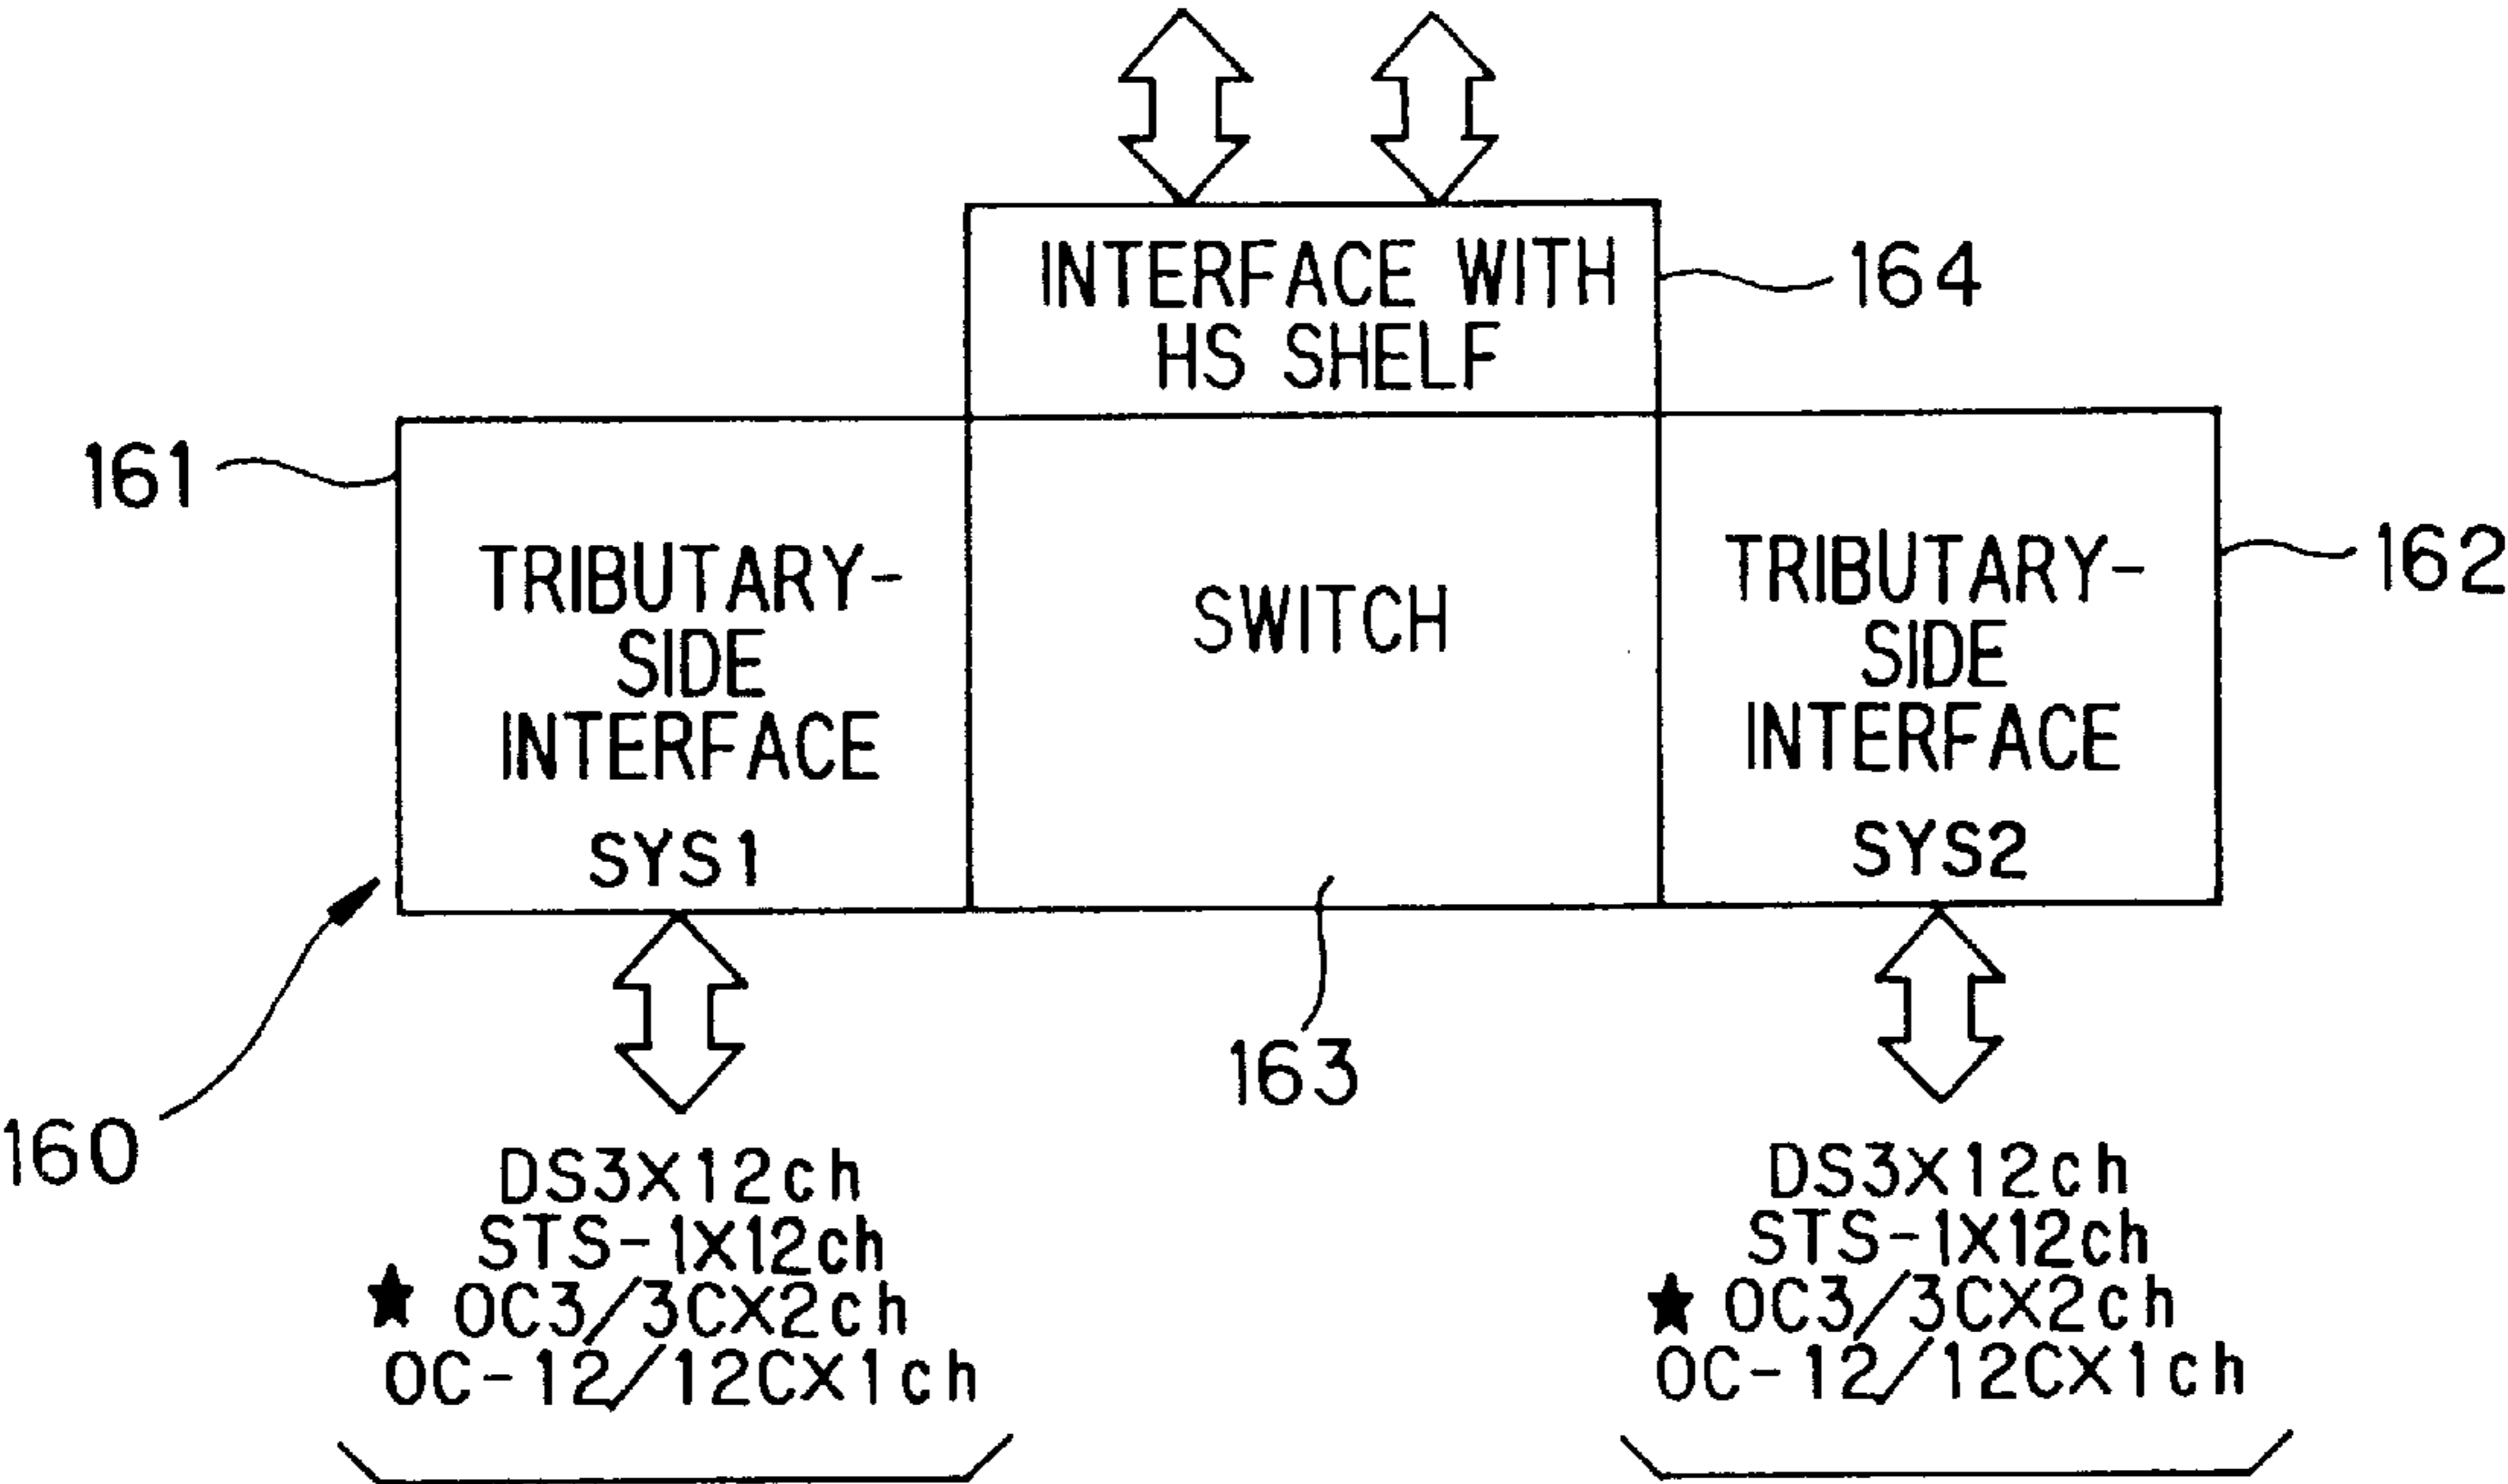 INTERFACE WITH
HS SHELF
164
161
TRIBUTARY-
SIDE
INTERFACE
SYS1
SWITCH
TRIBUTARY-
SIDE
INTERFACE
SYS2
162
163
160
DS3X12ch
STS-1X12ch
★ OC3/3CX2ch
OC-12/12CX1ch
DS3X12ch
STS-1X12ch
★ OC3/3CX2ch
OC-12/12CX1ch